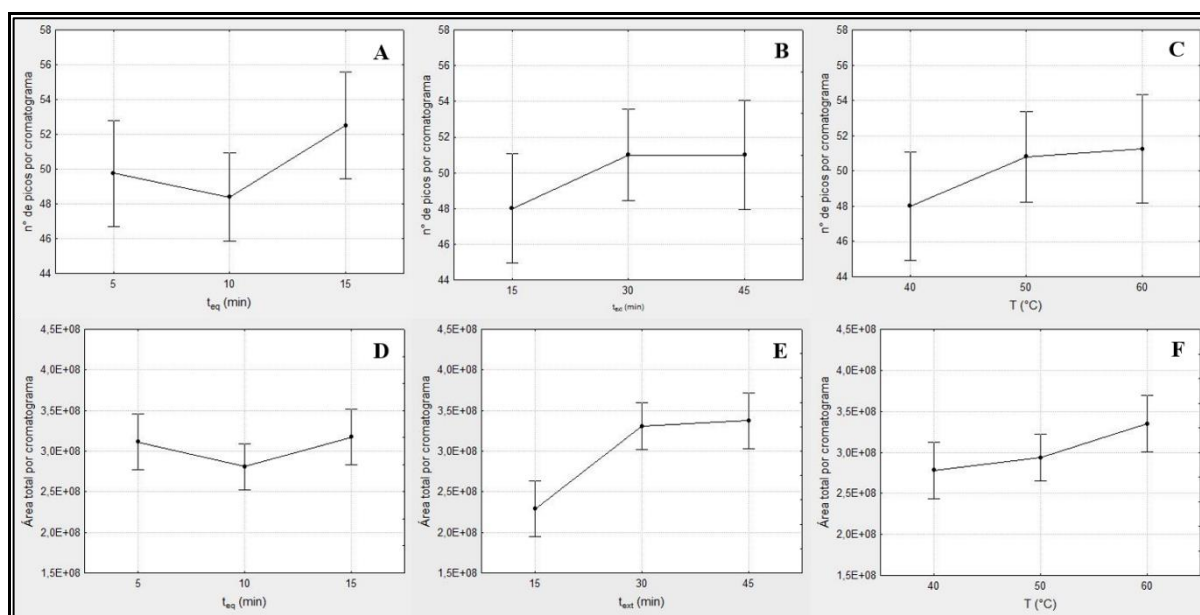 A
n° de picos por cromatograma
58
56
54
52
50
48
46
44
5
10
15
t_eq (min)
B
n° de picos por cromatograma
58
56
54
52
50
48
46
44
15
30
45
t_ex (min)
C
n° de picos por cromatograma
58
56
54
52
50
48
46
44
40
50
60
T (°C)
D
Área total por cromatograma
4,5E+08
4,0E+08
3,5E+08
3,0E+08
2,5E+08
2,0E+08
1,5E+08
5
10
15
t_eq (min)
E
Área total por cromatograma
4,5E+08
4,0E+08
3,5E+08
3,0E+08
2,5E+08
2,0E+08
1,5E+08
15
30
45
t_ext (min)
F
Área total por cromatograma
4,5E+08
4,0E+08
3,5E+08
3,0E+08
2,5E+08
2,0E+08
1,5E+08
40
50
60
T (°C)